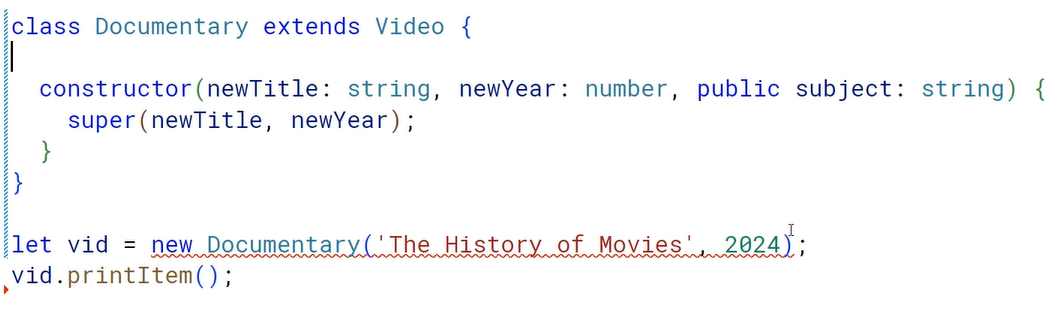 class Documentary extends Video {
constructor(newTitle: string, newYear: number, public subject: string) {
super(newTitle, newYear);
}
}
let vid = new Documentary('The History of Movies', 2024);
vid.printItem();